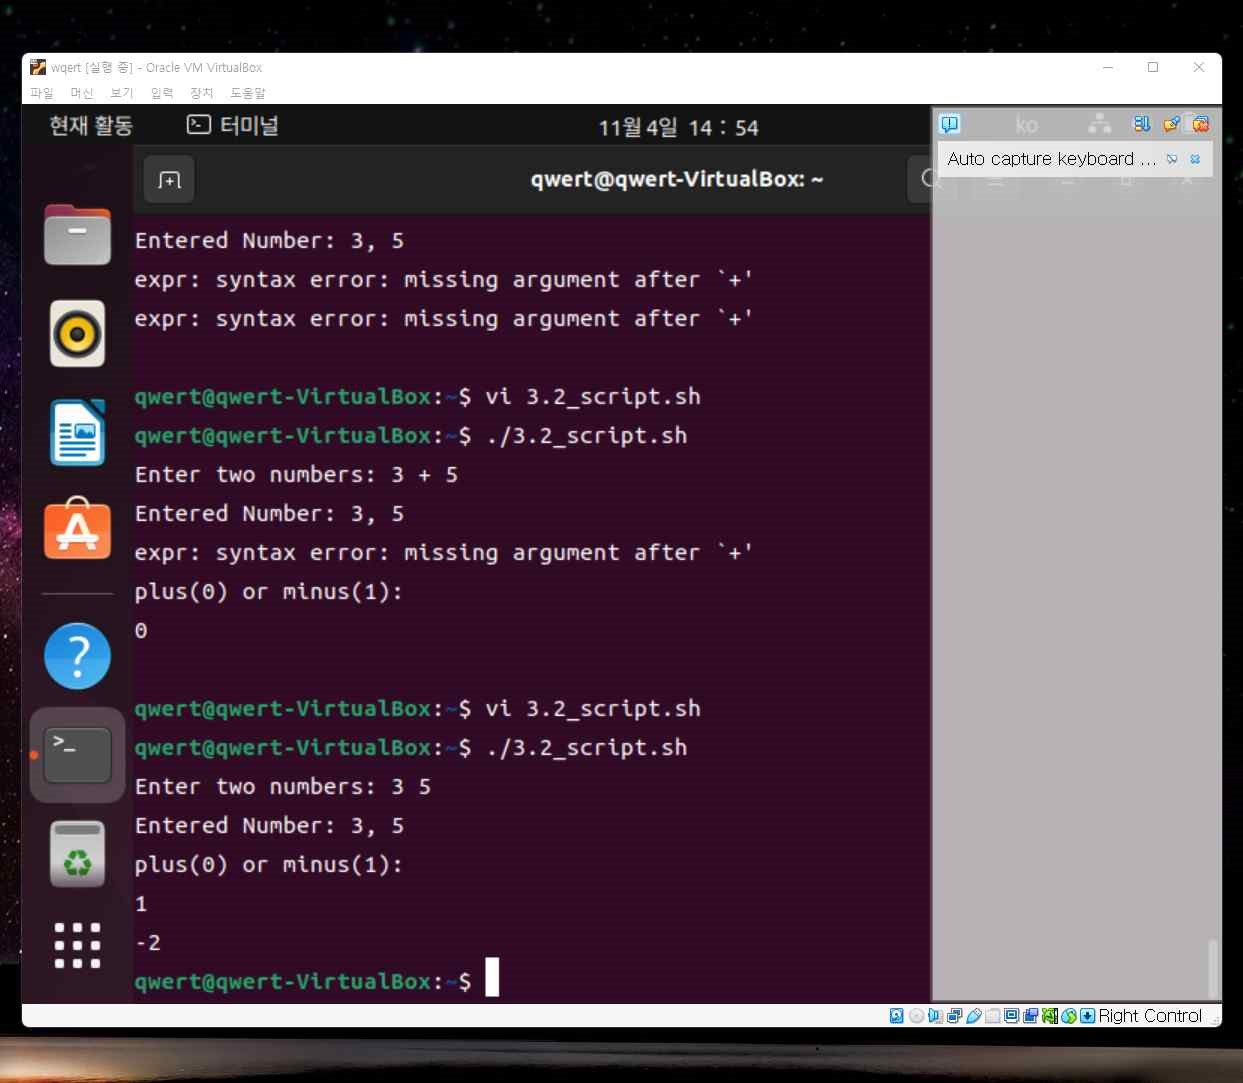 wqert [실행 중] - Oracle VM VirtualBox
파일 머신 보기 입력 장치 도움말
현재 활동 터미널 11월 4일 14 : 54 ko
Auto capture keyboard ...
qwert@qwert-VirtualBox: ~
Entered Number: 3, 5
expr: syntax error: missing argument after `+'
expr: syntax error: missing argument after `+'
qwert@qwert-VirtualBox:~$ vi 3.2_script.sh
qwert@qwert-VirtualBox:~$ ./3.2_script.sh
Enter two numbers: 3 + 5
Entered Number: 3, 5
expr: syntax error: missing argument after `+'
plus(0) or minus(1):
0
qwert@qwert-VirtualBox:~$ vi 3.2_script.sh
qwert@qwert-VirtualBox:~$ ./3.2_script.sh
Enter two numbers: 3 5
Entered Number: 3, 5
plus(0) or minus(1):
1
-2
qwert@qwert-VirtualBox:~$
Right Control